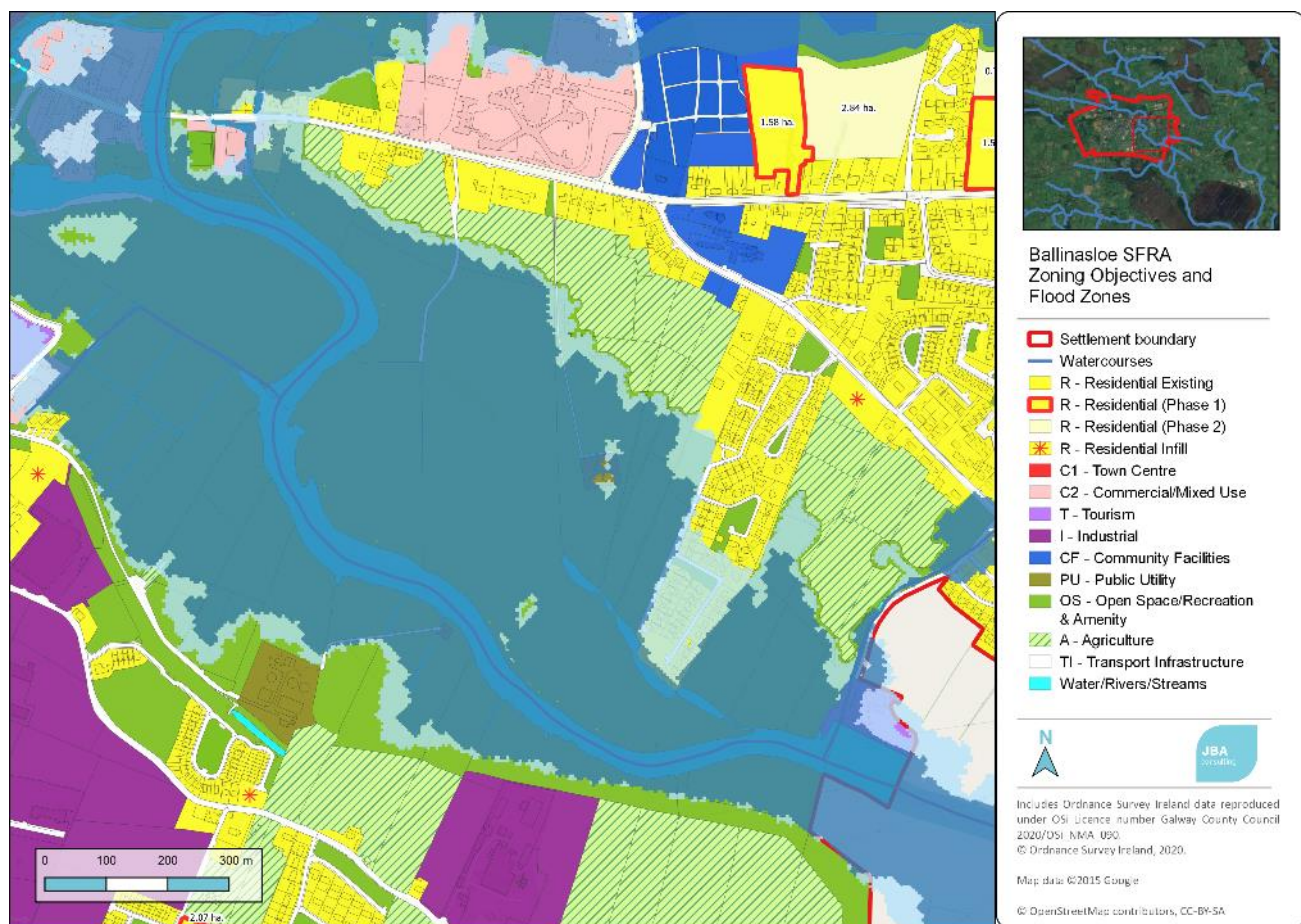 1.58 ha.
2.84 ha.
0.
1.5
2.07 ha.
0 100 200 300 m
Ballinasloe SFRA
Zoning Objectives and
Flood Zones
Settlement boundary
Watercourses
R - Residential Existing
R - Residential (Phase 1)
R - Residential (Phase 2)
R - Residential Infill
C1 - Town Centre
C2 - Commercial/Mixed Use
T - Tourism
I - Industrial
CF - Community Facilities
PU - Public Utility
OS - Open Space/Recreation
& Amenity
A - Agriculture
TI - Transport Infrastructure
Water/Rivers/Streams
N
JBA
consulting
Includes Ordnance Survey Ireland data reproduced
under OSi Licence number Galway County Council
2020/OSi NMA 090.
© Ordnance Survey Ireland, 2020.
Map data ©2015 Google
© OpenStreetMap contributors, CC-BY-SA